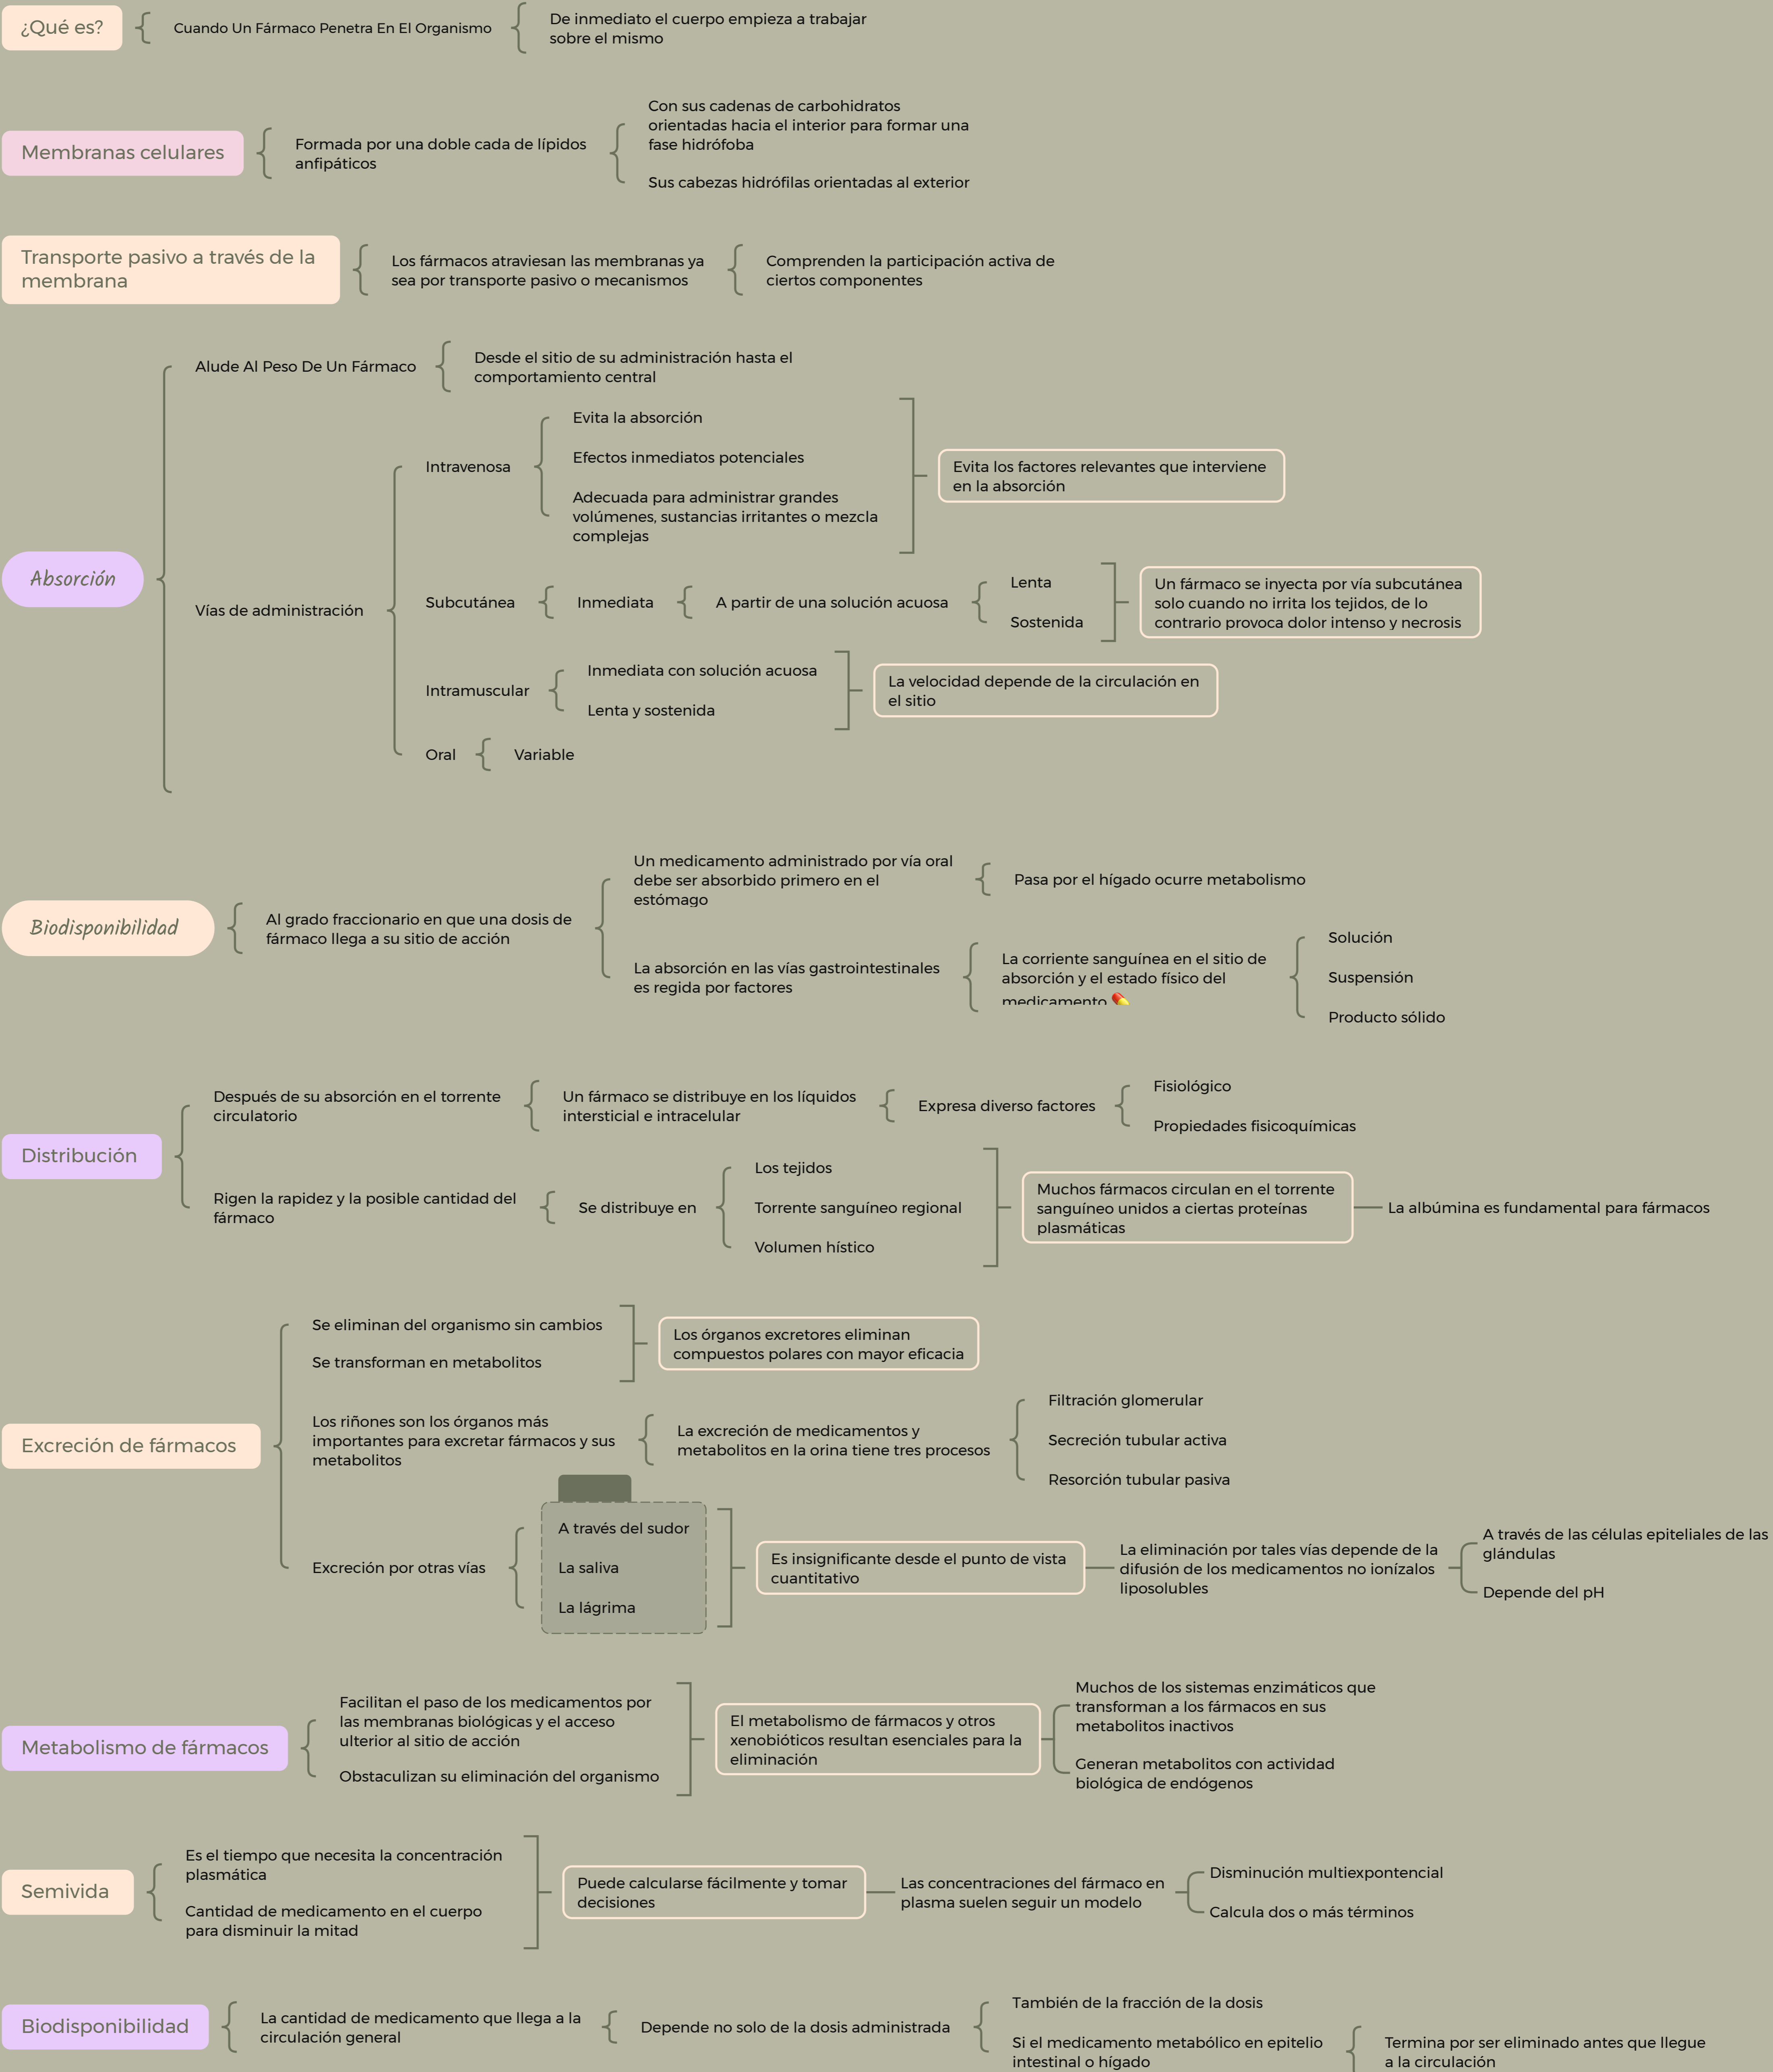 ¿Qué es?
Cuando Un Fármaco Penetra En El Organismo
De inmediato el cuerpo empieza a trabajar
sobre el mismo
Membranas celulares
Formada por una doble cada de lípidos
anfipáticos
Con sus cadenas de carbohidratos
orientadas hacia el interior para formar una
fase hidrófoba
Sus cabezas hidrófilas orientadas al exterior
Transporte pasivo a través de la
membrana
Los fármacos atraviesan las membranas ya
sea por transporte pasivo o mecanismos
Comprenden la participación activa de
ciertos componentes
Absorción
Alude Al Peso De Un Fármaco
Desde el sitio de su administración hasta el
comportamiento central
Vías de administración
Intravenosa
Evita la absorción
Efectos inmediatos potenciales
Adecuada para administrar grandes
volúmenes, sustancias irritantes o mezcla
complejas
Evita los factores relevantes que interviene
en la absorción
Subcutánea
Inmediata
A partir de una solución acuosa
Lenta
Sostenida
Un fármaco se inyecta por vía subcutánea
solo cuando no irrita los tejidos, de lo
contrario provoca dolor intenso y necrosis
Intramuscular
Inmediata con solución acuosa
Lenta y sostenida
La velocidad depende de la circulación en
el sitio
Oral
Variable
Biodisponibilidad
Al grado fraccionario en que una dosis de
fármaco llega a su sitio de acción
Un medicamento administrado por vía oral
debe ser absorbido primero en el
estómago
Pasa por el hígado ocurre metabolismo
La absorción en las vías gastrointestinales
es regida por factores
La corriente sanguínea en el sitio de
absorción y el estado físico del
medicamento 💊
Solución
Suspensión
Producto sólido
Distribución
Después de su absorción en el torrente
circulatorio
Un fármaco se distribuye en los líquidos
intersticial e intracelular
Expresa diverso factores
Fisiológico
Propiedades fisicoquímicas
Rigen la rapidez y la posible cantidad del
fármaco
Se distribuye en
Los tejidos
Torrente sanguíneo regional
Volumen hístico
Muchos fármacos circulan en el torrente
sanguíneo unidos a ciertas proteínas
plasmáticas
La albúmina es fundamental para fármacos
Excreción de fármacos
Se eliminan del organismo sin cambios
Se transforman en metabolitos
Los órganos excretores eliminan
compuestos polares con mayor eficacia
Los riñones son los órganos más
importantes para excretar fármacos y sus
metabolitos
La excreción de medicamentos y
metabolitos en la orina tiene tres procesos
Filtración glomerular
Secreción tubular activa
Resorción tubular pasiva
Excreción por otras vías
A través del sudor
La saliva
La lágrima
Es insignificante desde el punto de vista
cuantitativo
La eliminación por tales vías depende de la
difusión de los medicamentos no ionízalos
liposolubles
A través de las células epiteliales de las
glándulas
Depende del pH
Metabolismo de fármacos
Facilitan el paso de los medicamentos por
las membranas biológicas y el acceso
ulterior al sitio de acción
Obstaculizan su eliminación del organismo
El metabolismo de fármacos y otros
xenobióticos resultan esenciales para la
eliminación
Muchos de los sistemas enzimáticos que
transforman a los fármacos en sus
metabolitos inactivos
Generan metabolitos con actividad
biológica de endógenos
Semivida
Es el tiempo que necesita la concentración
plasmática
Cantidad de medicamento en el cuerpo
para disminuir la mitad
Puede calcularse fácilmente y tomar
decisiones
Las concentraciones del fármaco en
plasma suelen seguir un modelo
Disminución multiexpontencial
Calcula dos o más términos
Biodisponibilidad
La cantidad de medicamento que llega a la
circulación general
Depende no solo de la dosis administrada
También de la fracción de la dosis
Si el medicamento metabólico en epitelio
intestinal o hígado
Termina por ser eliminado antes que llegue
a la circulación